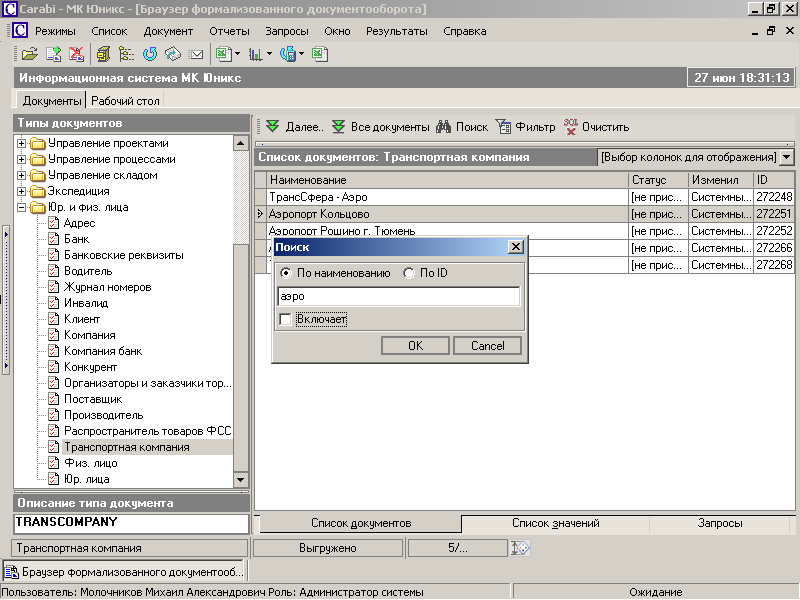 Carabi - МК Юникс - [Браузер формализованного документооборота]
Режимы Список Документ Отчеты Запросы Окно Результаты Справка
Информационная система МК Юникс
27 июн 18:31:13
Документы Рабочий стол
Типы документов
Управление проектами
Управление процессами
Управление складом
Экспедиция
Юр. и физ. лица
Адрес
Банк
Банковские реквизиты
Водитель
Журнал номеров
Инвалид
Клиент
Компания
Компания банк
Конкурент
Организаторы и заказчики тор...
Поставщик
Производитель
Распространитель товаров ФСС
Транспортная компания
Физ. лицо
Юр. лица
Описание типа документа
TRANSCOMPANY
Далее.. Все документы Поиск Фильтр SQL Очистить
Список документов: Транспортная компания
[Выбор колонок для отображения]
Наименование Статус Изменил ID
ТрансСфера - Аэро [не прис... Системны... 272248
Аэропорт Кольцово [не прис... Системны... 272251
Аэропорт Рошино г. Тюмень [не прис... Системны... 272252
[не прис... Системны... 272266
[не прис... Системны... 272268
Поиск
По наименованию По ID
аэро
Включает
OK Cancel
Список документов Список значений Запросы
Транспортная компания Выгружено 5/...
Браузер формализованного документооб...
Пользователь: Молочников Михаил Александрович Роль: Администратор системы Ожидание